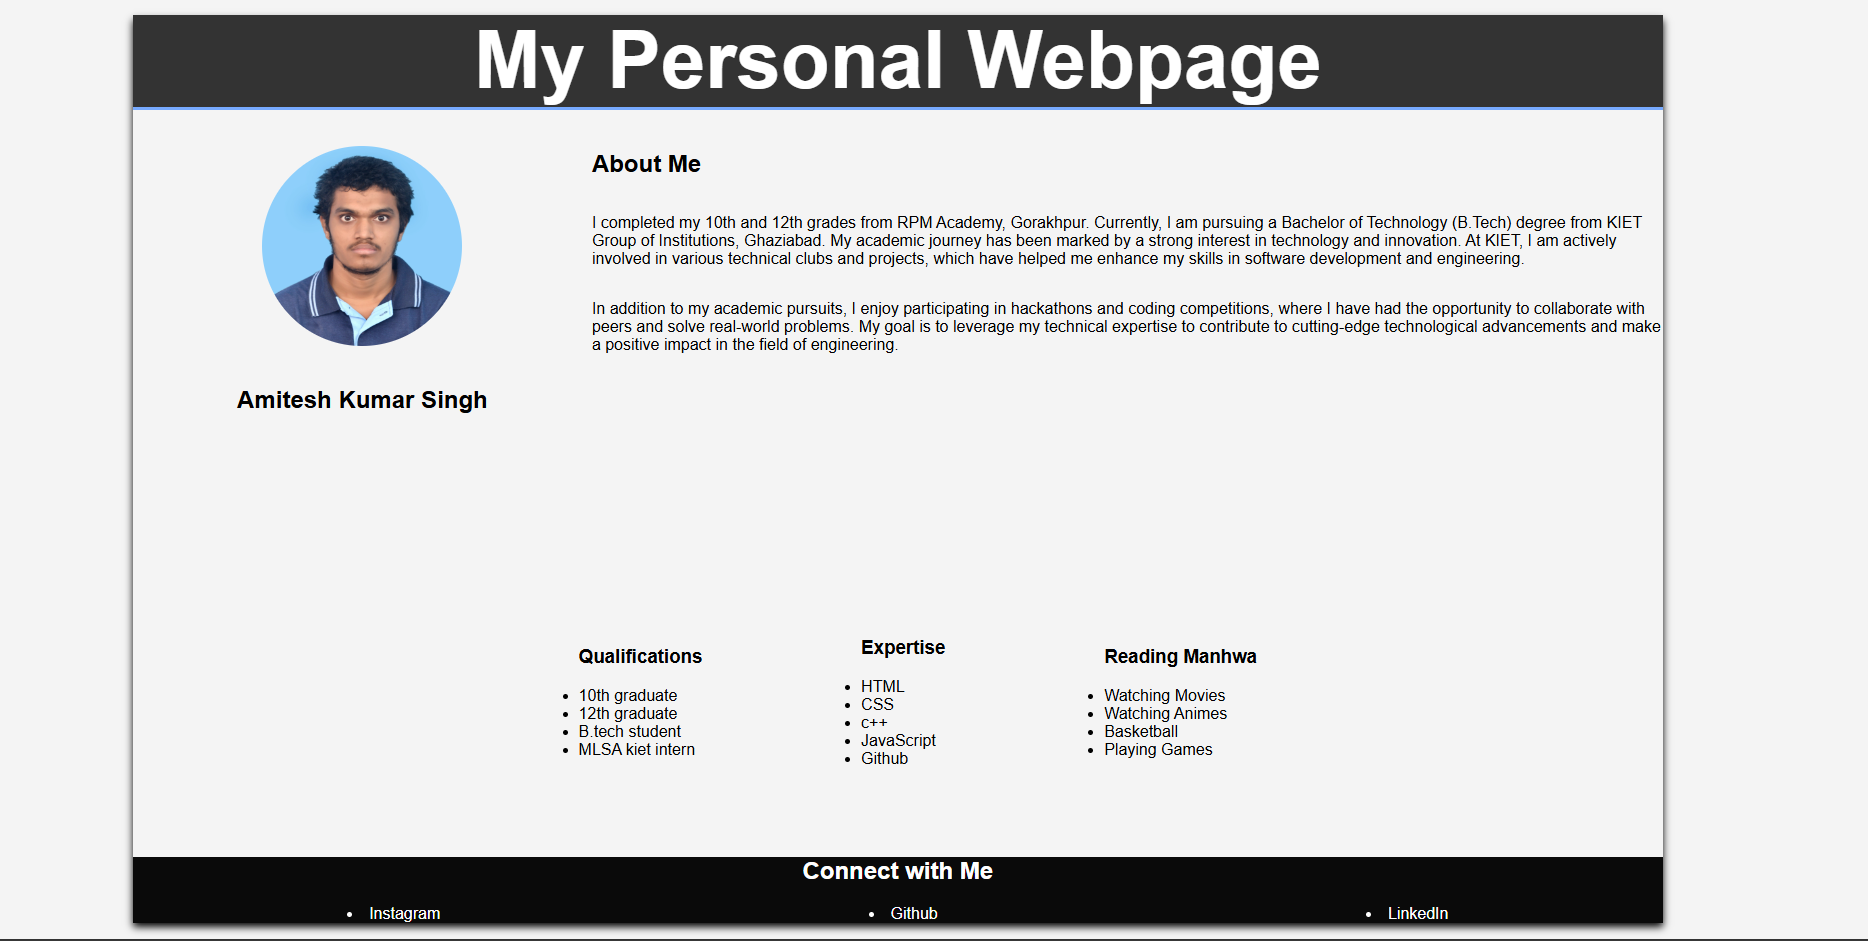 My Personal Webpage
About Me
I completed my 10th and 12th grades from RPM Academy, Gorakhpur. Currently, I am pursuing a Bachelor of Technology (B.Tech) degree from KIET
Group of Institutions, Ghaziabad. My academic journey has been marked by a strong interest in technology and innovation. At KIET, I am actively
involved in various technical clubs and projects, which have helped me enhance my skills in software development and engineering.
In addition to my academic pursuits, I enjoy participating in hackathons and coding competitions, where I have had the opportunity to collaborate with
peers and solve real-world problems. My goal is to leverage my technical expertise to contribute to cutting-edge technological advancements and make
a positive impact in the field of engineering.
Amitesh Kumar Singh
Qualifications
10th graduate
12th graduate
B.tech student
MLSA kiet intern
Expertise
HTML
CSS
c++
JavaScript
Github
Reading Manhwa
Watching Movies
Watching Animes
Basketball
Playing Games
Connect with Me
Instagram
Github
LinkedIn